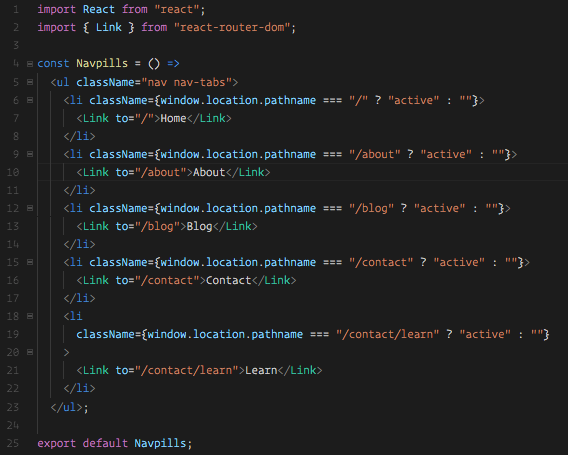 1 import React from "react";
2 import { Link } from "react-router-dom";
3
4 const Navpills = () =>
5   <ul className="nav nav-tabs">
6     <li className={window.location.pathname === "/" ? "active" : ""}>
7       <Link to="/">Home</Link>
8     </li>
9     <li className={window.location.pathname === "/about" ? "active" : ""}>
10       <Link to="/about">About</Link>
11     </li>
12     <li className={window.location.pathname === "/blog" ? "active" : ""}>
13       <Link to="/blog">Blog</Link>
14     </li>
15     <li className={window.location.pathname === "/contact" ? "active" : ""}>
16       <Link to="/contact">Contact</Link>
17     </li>
18     <li
19       className={window.location.pathname === "/contact/learn" ? "active" : ""}
20     >
21       <Link to="/contact/learn">Learn</Link>
22     </li>
23   </ul>;
24
25 export default Navpills;